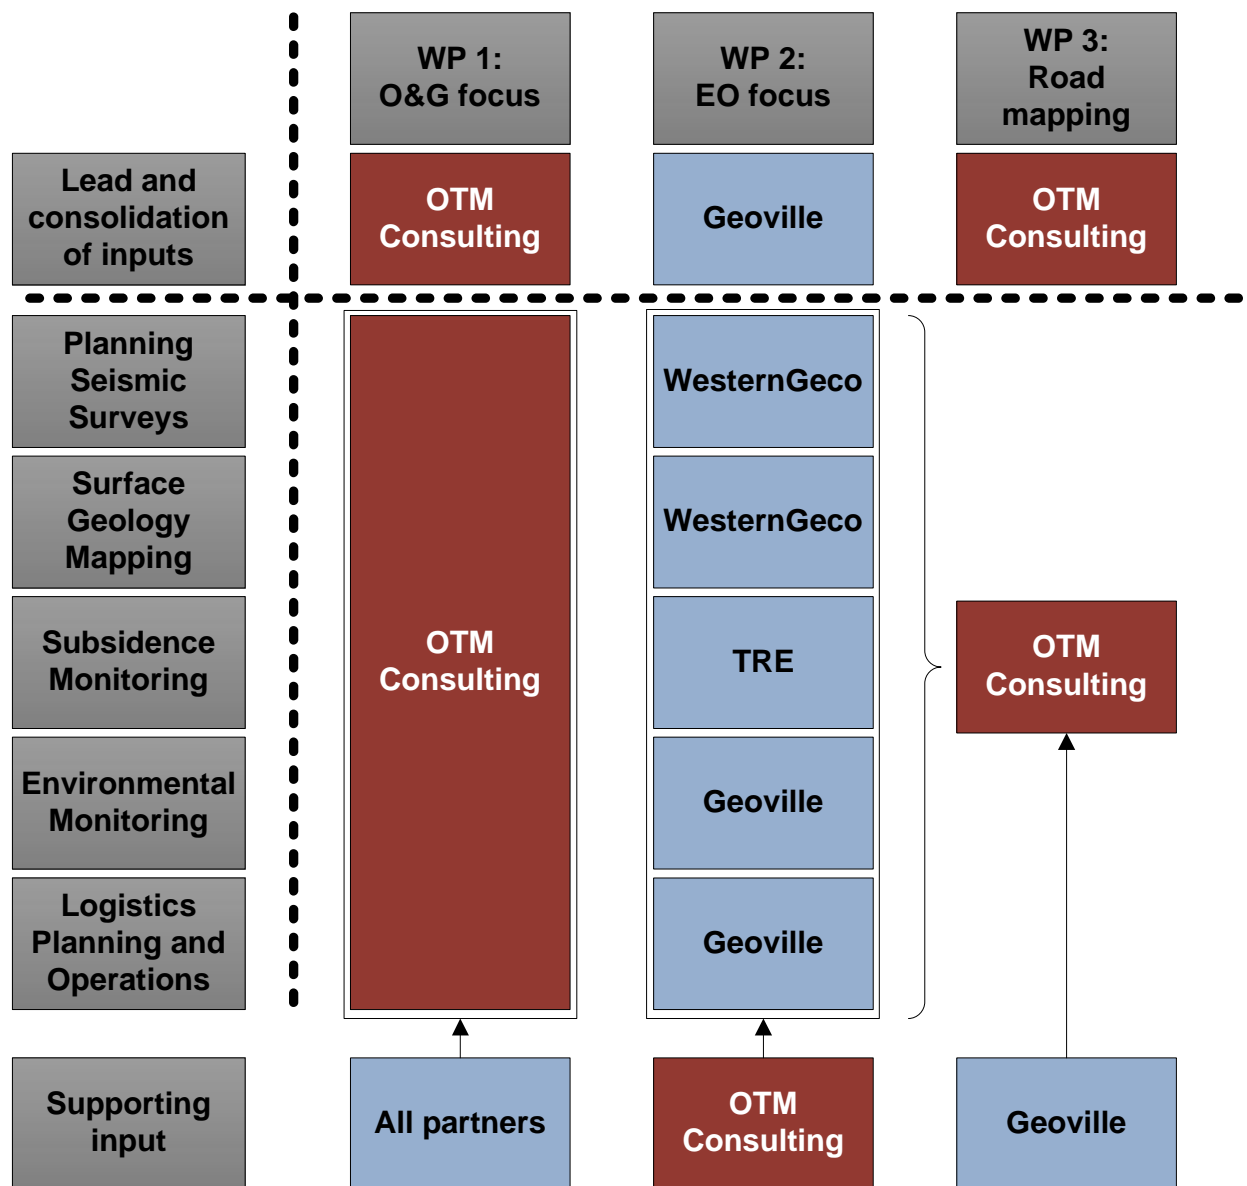 WP 1:
O&G focus
WP 2:
EO focus
WP 3:
Road
mapping
Lead and
consolidation
of inputs
OTM
Consulting
Geoville
OTM
Consulting
Planning
Seismic
Surveys
WesternGeco
Surface
Geology
Mapping
WesternGeco
Subsidence
Monitoring
OTM
Consulting
TRE
OTM
Consulting
Environmental
Monitoring
Geoville
Logistics
Planning and
Operations
Geoville
Supporting
input
All partners
OTM
Consulting
Geoville